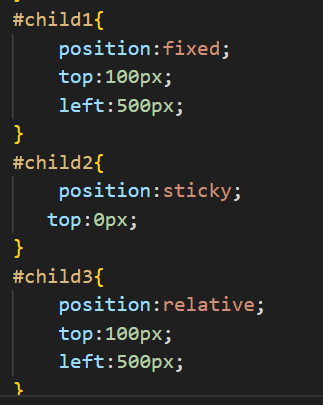 #child1{
    position:fixed;
    top:100px;
    left:500px;
}
#child2{
    position:sticky;
   top:0px;
}
#child3{
    position:relative;
    top:100px;
    left:500px;
}